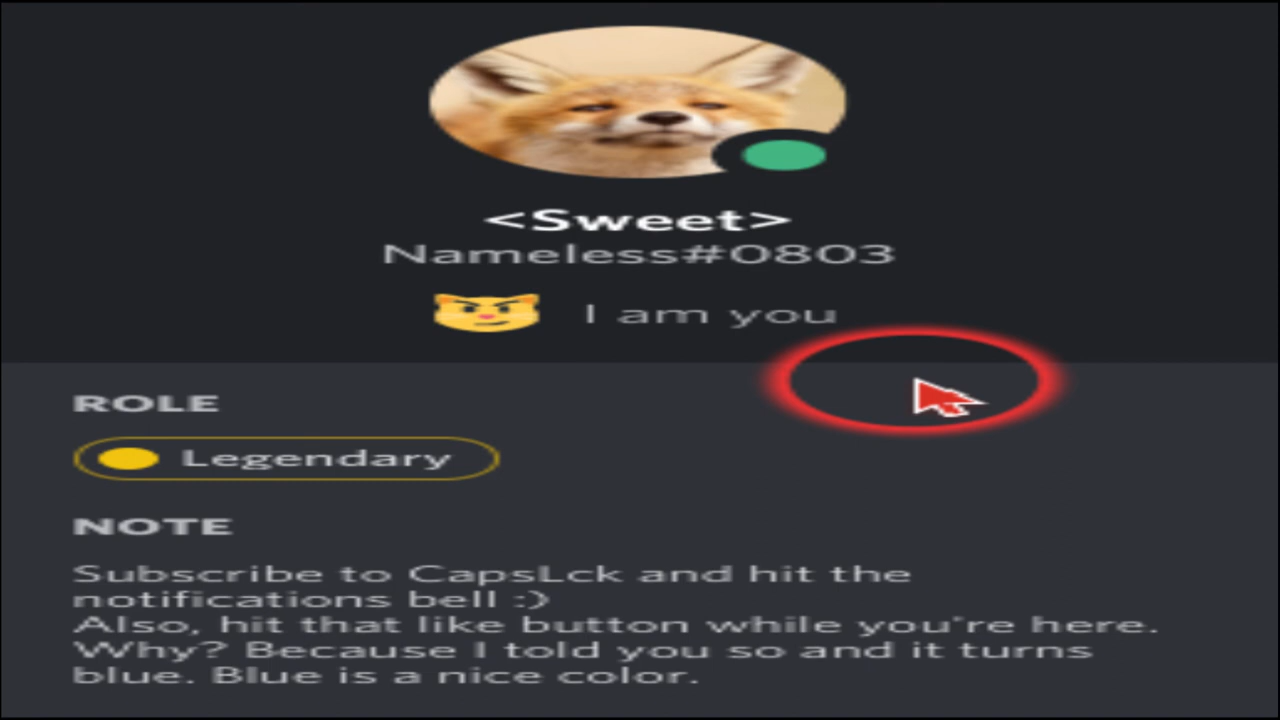 <Sweet>
Nameless#0803
I am you
ROLE
Legendary
NOTE
Subscribe to CapsLck and hit the
notifications bell :)
Also, hit that like button while you're here.
Why? Because I told you so and it turns
blue. Blue is a nice color.